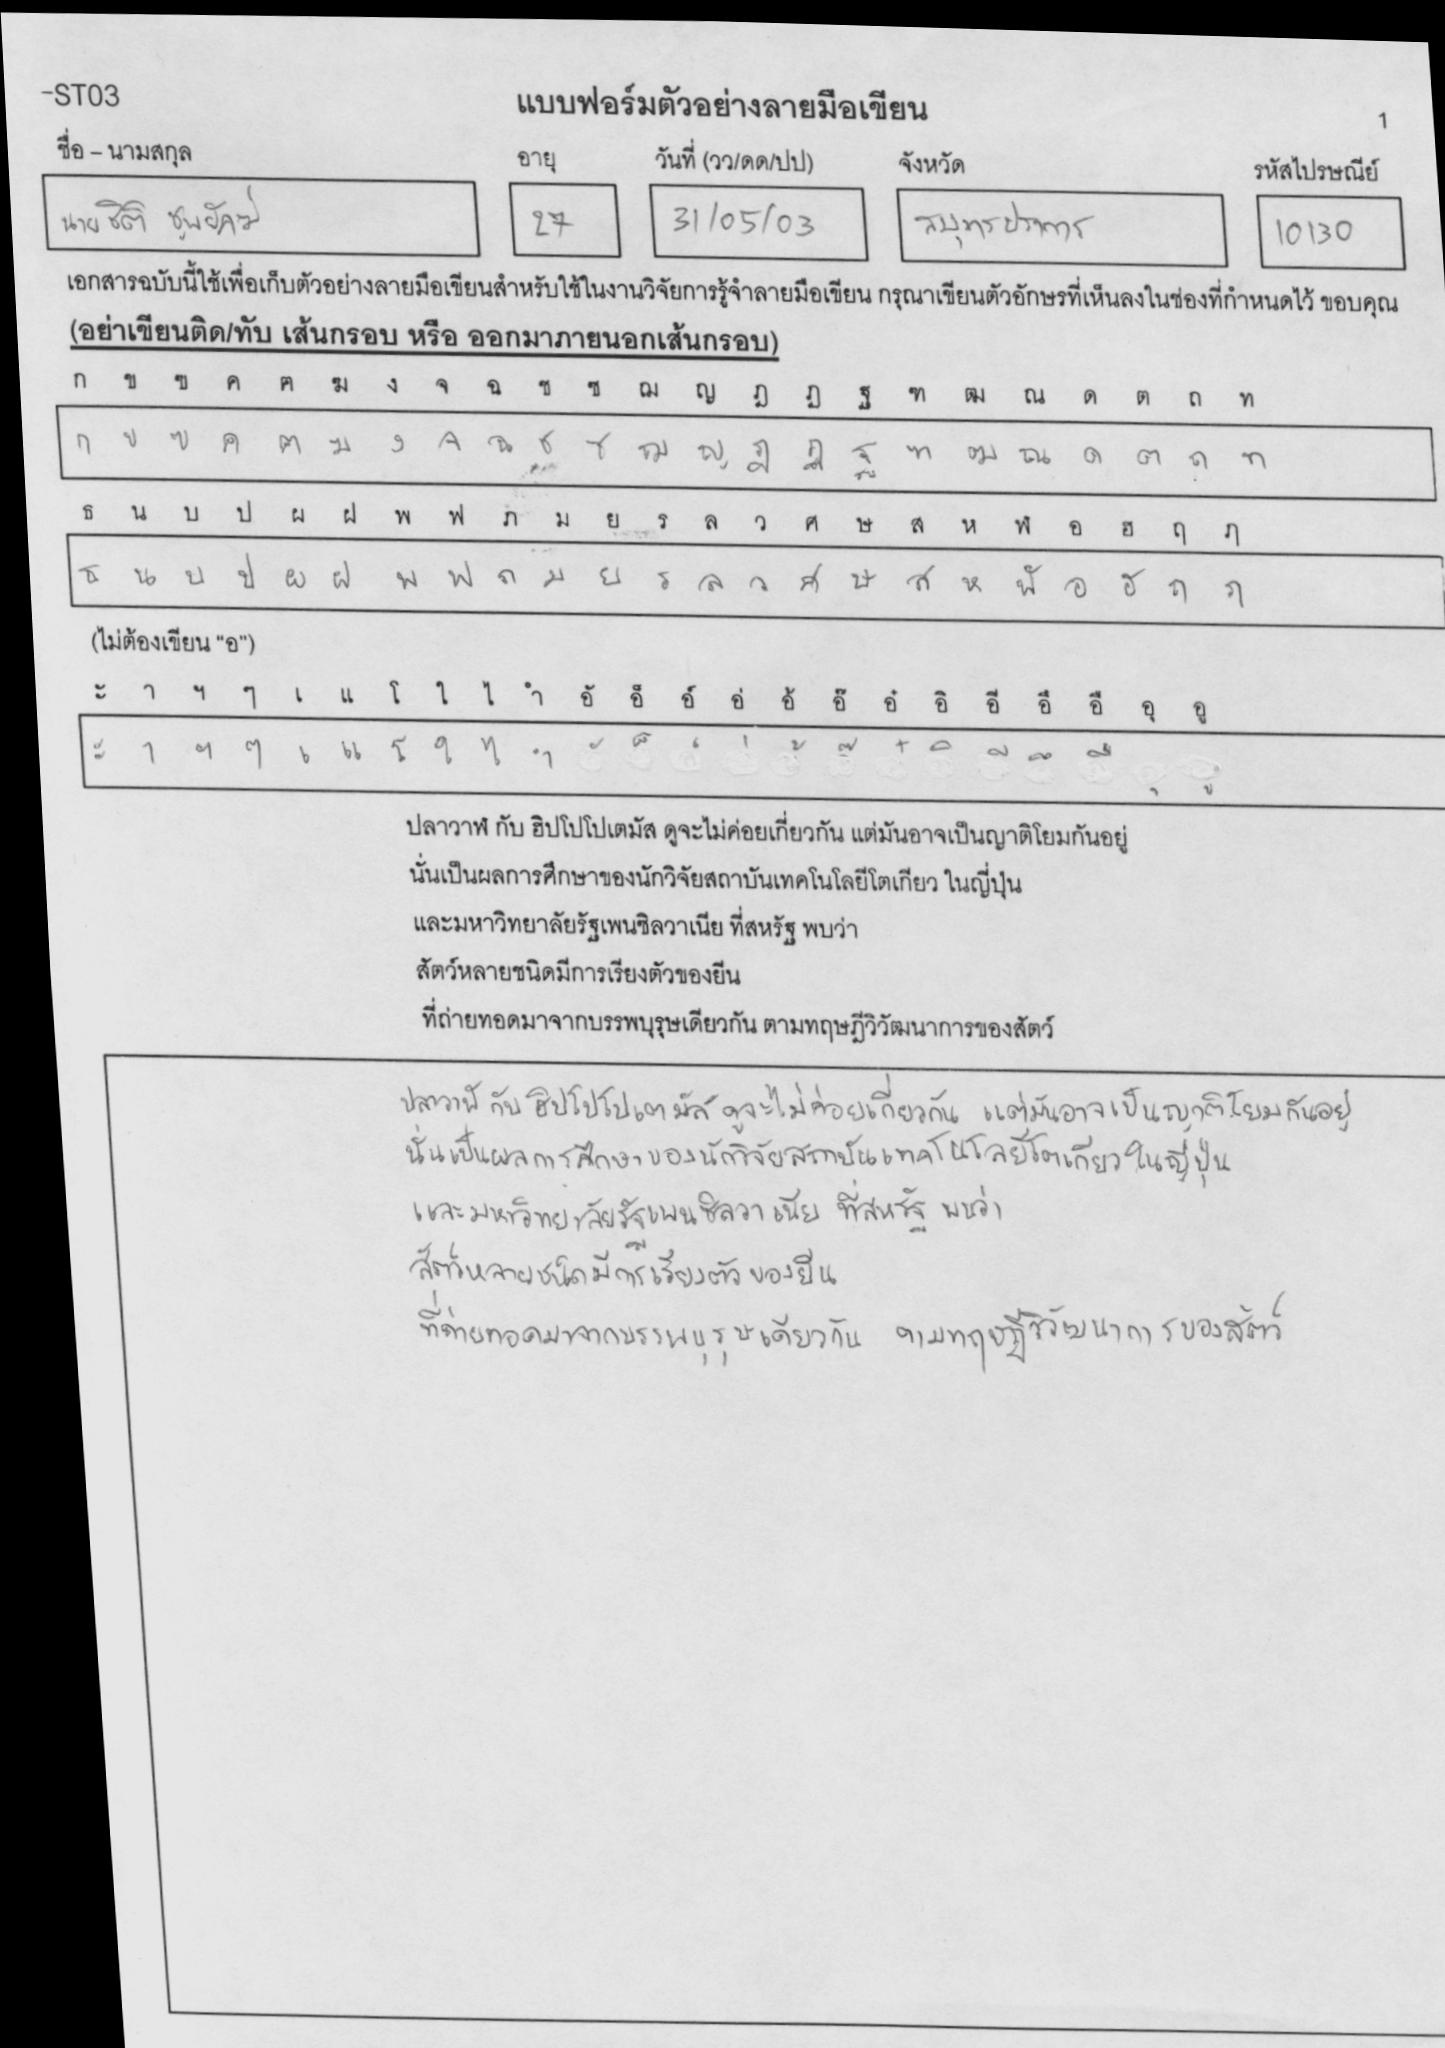 -ST03
แบบฟอร์มตัวอย่างลายมือเขียน
1
ชื่อ – นามสกุล อายุ วันที่ (วว/ดด/ปป) จังหวัด รหัสไปรษณีย์
นายธิติ 27 31/05/03 สมุทรปราการ 10130
เอกสารฉบับนี้ใช้เพื่อเก็บตัวอย่างลายมือเขียนสำหรับใช้ในงานวิจัยการรู้จำลายมือเขียน กรุณาเขียนตัวอักษรที่เห็นลงในช่องที่กำหนดไว้ ขอบคุณ
(อย่าเขียนติด/ทับ เส้นกรอบ หรือ ออกมาภายนอกเส้นกรอบ)
ก ข ฃ ค ฅ ฆ ง จ ฉ ช ซ ฌ ญ ฎ ฏ ฐ ฑ ฒ ณ ด ต ถ ท
ก ข ฃ ค ฅ ฆ ง จ ฉ ช ซ ฌ ญ ฎ ฏ ฐ ฑ ฒ ณ ด ต ถ ท
ธ น บ ป ผ ฝ พ ฟ ภ ม ย ร ล ว ศ ษ ส ห ฬ อ ฮ ฤ ฦ
ธ น บ ป ผ ฝ พ ฟ ภ ม ย ร ล ว ศ ษ ส ห ฬ อ ฮ ฤ ฦ
(ไม่ต้องเขียน "อ")
ะ า ฯ ๆ เ แ โ ใ ไ ำ อั อ็ อ์ อ่ อ้ อ๊ อ๋ อิ อี อึ อื อุ อู
ะ า ฯ ๆ เ แ โ ใ ไ ำ ั ็ ์ ่ ้ ๊ ๋ ิ ี ึ ื ุ ู
ปลาวาฬ กับ ฮิปโปโปเตมัส ดูจะไม่ค่อยเกี่ยวกัน แต่มันอาจเป็นญาติโยมกันอยู่
นั่นเป็นผลการศึกษาของนักวิจัยสถาบันเทคโนโลยีโตเกียว ในญี่ปุ่น
และมหาวิทยาลัยรัฐเพนซิลวาเนีย ที่สหรัฐ พบว่า
สัตว์หลายชนิดมีการเรียงตัวของยีน
ที่ถ่ายทอดมาจากบรรพบุรุษเดียวกัน ตามทฤษฎีวิวัฒนาการของสัตว์
ปลาวาฬ กับ ฮิปโปโปเตมัส ดูจะไม่ค่อยเกี่ยวกัน แต่มันอาจเป็นญาติโยมกันอยู่
นั่นเป็นผลการศึกษาของนักวิจัยสถาบันเทคโนโลยีโตเกียว ในญี่ปุ่น
และมหาวิทยาลัยรัฐเพนซิลวาเนีย ที่สหรัฐ พบว่า
สัตว์หลายชนิดมีการเรียงตัวของยีน
ที่ถ่ายทอดมาจากบรรพบุรุษเดียวกัน ตามทฤษฎีวิวัฒนาการของสัตว์